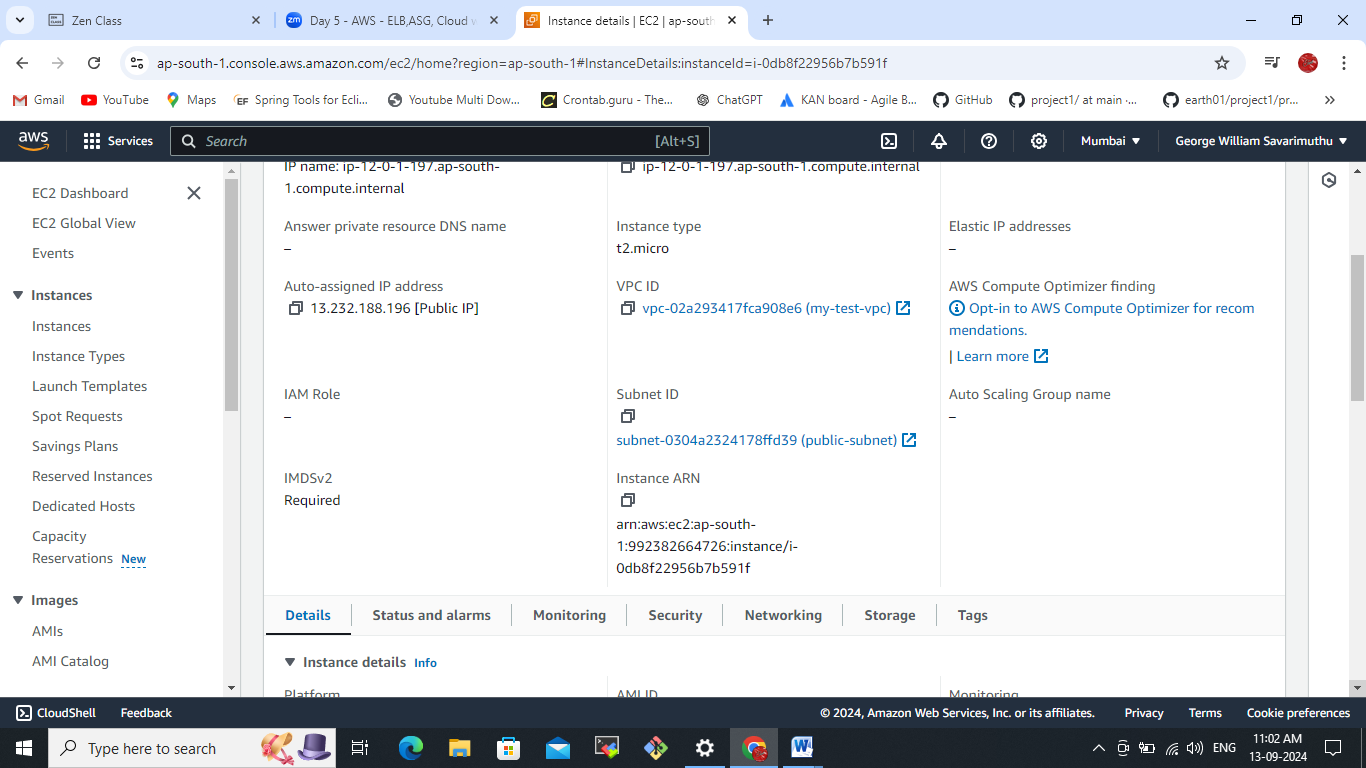 Zen Class
zm
Day 5 - AWS - ELB,ASG, Cloud w
Instance details | EC2 | ap-sout
ap-south-1.console.aws.amazon.com/ec2/home?region=ap-south-1#InstanceDetails:instanceId=i-0db8f22956b7b591f
Gmail
YouTube
Maps
EF Spring Tools for Ecli...
Youtube Multi Dow...
Crontab.guru - The...
ChatGPT
KAN board - Agile B...
GitHub
project1/ at main ·...
earth01/project1/pr...
aws
Services
Search
[Alt+S]
Mumbai
George William Savarimuthu
EC2 Dashboard
EC2 Global View
Events
Instances
Instances
Instance Types
Launch Templates
Spot Requests
Savings Plans
Reserved Instances
Dedicated Hosts
Capacity
Reservations New
Images
AMIs
AMI Catalog
IP name: ip-12-0-1-197.ap-south-
1.compute.internal
ip-12-0-1-197.ap-south-1.compute.internal
Answer private resource DNS name
–
Instance type
t2.micro
Elastic IP addresses
–
Auto-assigned IP address
13.232.188.196 [Public IP]
VPC ID
vpc-02a293417fca908e6 (my-test-vpc)
AWS Compute Optimizer finding
Opt-in to AWS Compute Optimizer for recom
mendations.
| Learn more
IAM Role
–
Subnet ID
subnet-0304a2324178ffd39 (public-subnet)
Auto Scaling Group name
–
IMDSv2
Required
Instance ARN
arn:aws:ec2:ap-south-
1:992382664726:instance/i-
0db8f22956b7b591f
Details
Status and alarms
Monitoring
Security
Networking
Storage
Tags
Instance details Info
Platform
AMI ID
Monitoring
CloudShell
Feedback
© 2024, Amazon Web Services, Inc. or its affiliates.
Privacy
Terms
Cookie preferences
Type here to search
ENG
11:02 AM
13-09-2024